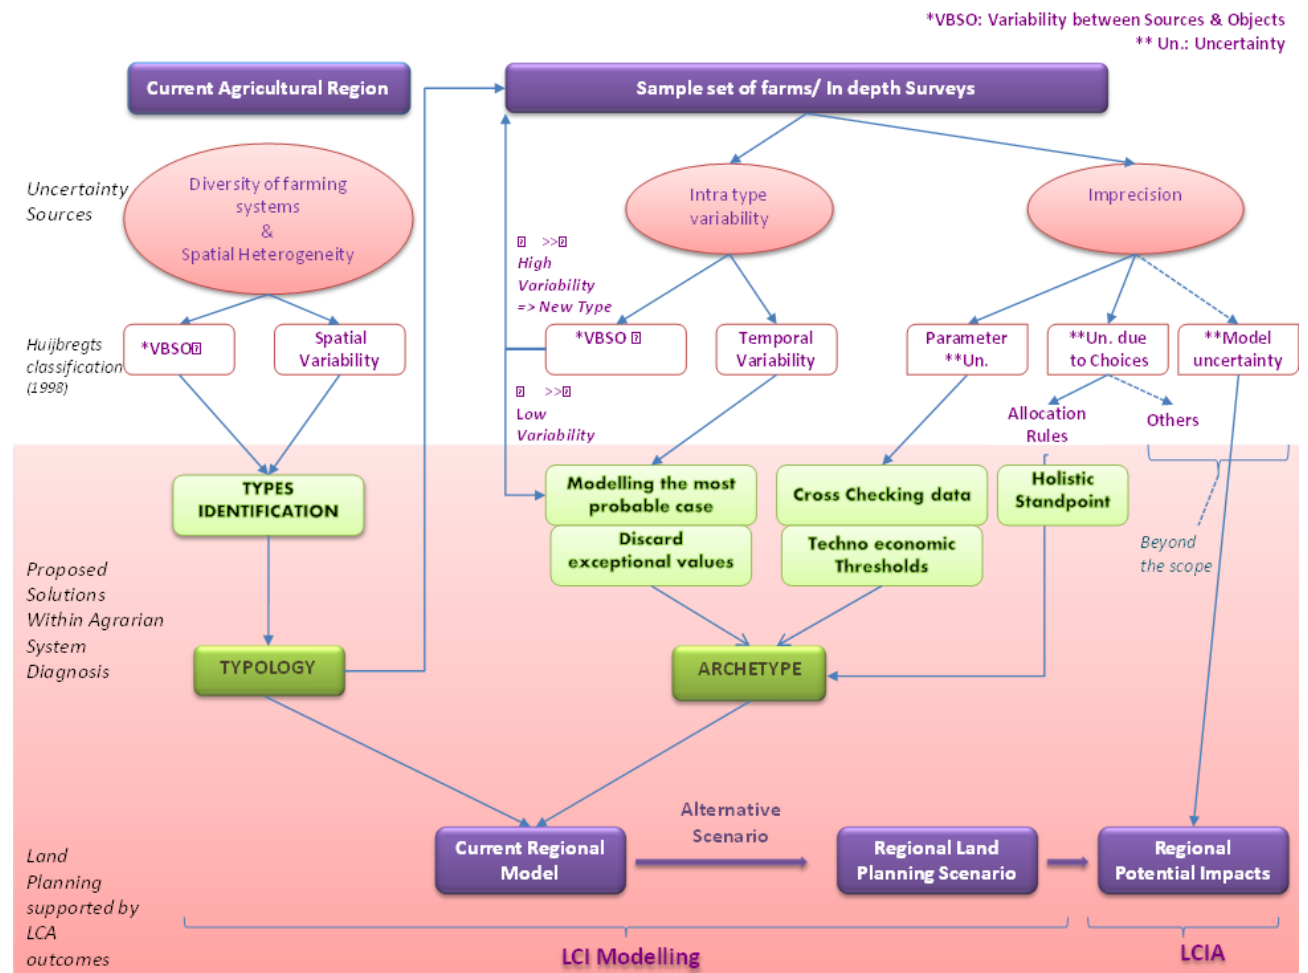 *VBSO: Variability between Sources & Objects
** Un.: Uncertainty
Current Agricultural Region
Sample set of farms/ In depth Surveys
Uncertainty
Sources
Diversity of farming
systems
&
Spatial Heterogeneity
Intra type
variability
Imprecision
>>
High
Variability
=> New Type
Huijbregts
classification
(1998)
*VBSO
Spatial
Variability
*VBSO
Temporal
Variability
Parameter
**Un.
**Un. due
to Choices
**Model
uncertainty
>>
Low
Variability
Allocation
Rules
Others
TYPES
IDENTIFICATION
Modelling the most
probable case
Discard
exceptional values
Cross Checking data
Techno economic
Thresholds
Holistic
Standpoint
Beyond
the scope
Proposed
Solutions
Within Agrarian
System
Diagnosis
TYPOLOGY
ARCHETYPE
Land
Planning
supported by
LCA
outcomes
Current Regional
Model
Alternative
Scenario
Regional Land
Planning Scenario
Regional
Potential Impacts
LCI Modelling
LCIA